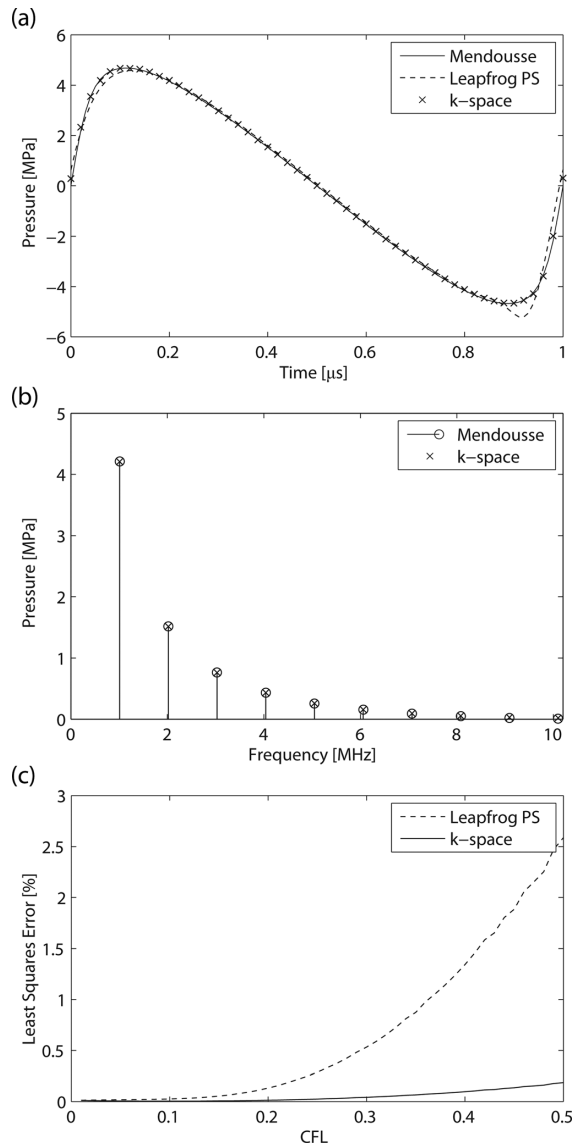 (a)
6
4
2
0
−2
−4
−6
Pressure [MPa]
Mendousse
Leapfrog PS
k−space
0
0.2
0.4
0.6
0.8
1
Time [μs]
(b)
5
4
3
2
1
0
Pressure [MPa]
Mendousse
k−space
0
2
4
6
8
10
Frequency [MHz]
(c)
3
2.5
2
1.5
1
0.5
0
Least Squares Error [%]
Leapfrog PS
k−space
0
0.1
0.2
0.3
0.4
0.5
CFL